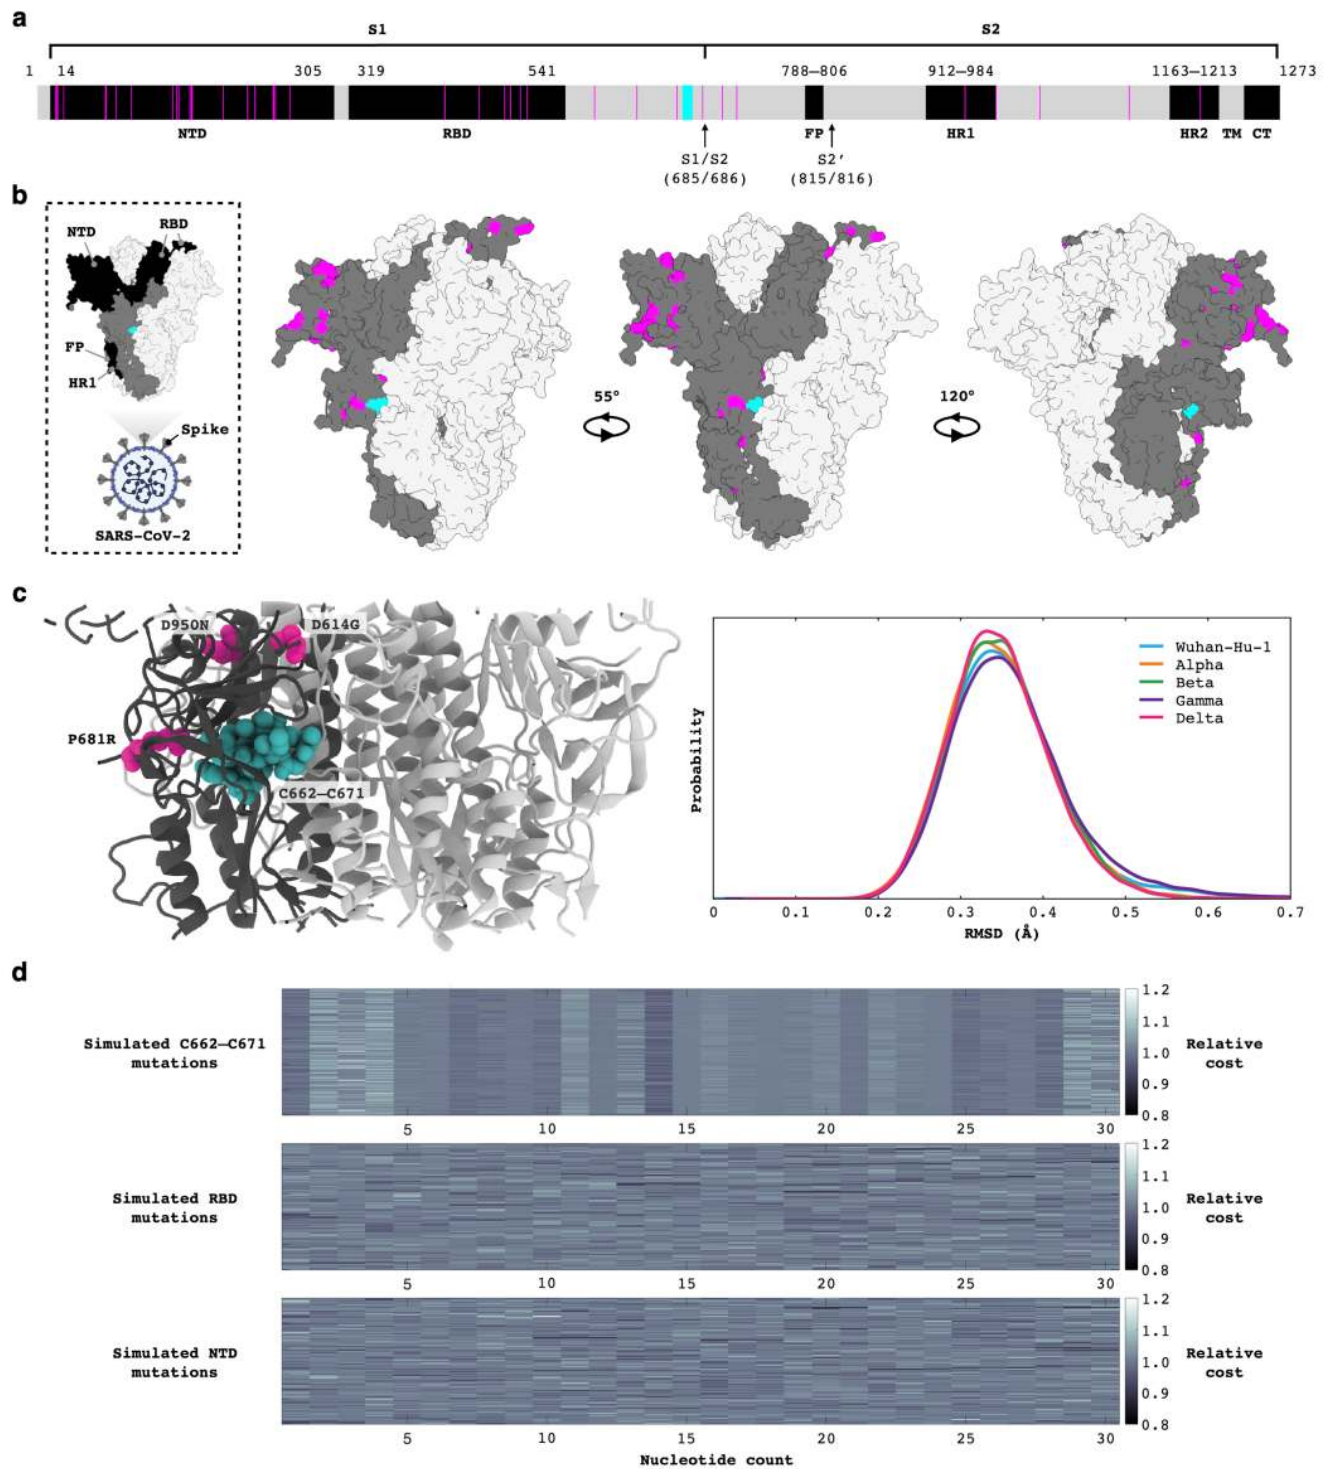 a
S1 S2
1 14 305 319 541 788—806 912—984 1163—1213 1273
NTD RBD FP HR1 HR2 TM CT
S1/S2 S2′
(685/686) (815/816)
b
NTD RBD
FP
HR1
Spike
SARS-CoV-2
55°
120°
c
D950N D614G
P681R
C662—C671
Probability
Wuhan-Hu-1
Alpha
Beta
Gamma
Delta
0 0.1 0.2 0.3 0.4 0.5 0.6 0.7
RMSD (Å)
d
Simulated C662—C671
mutations
1.2
1.1
1.0
0.9
0.8
Relative
cost
5 10 15 20 25 30
Simulated RBD
mutations
1.2
1.1
1.0
0.9
0.8
Relative
cost
5 10 15 20 25 30
Simulated NTD
mutations
1.2
1.1
1.0
0.9
0.8
Relative
cost
5 10 15 20 25 30
Nucleotide count